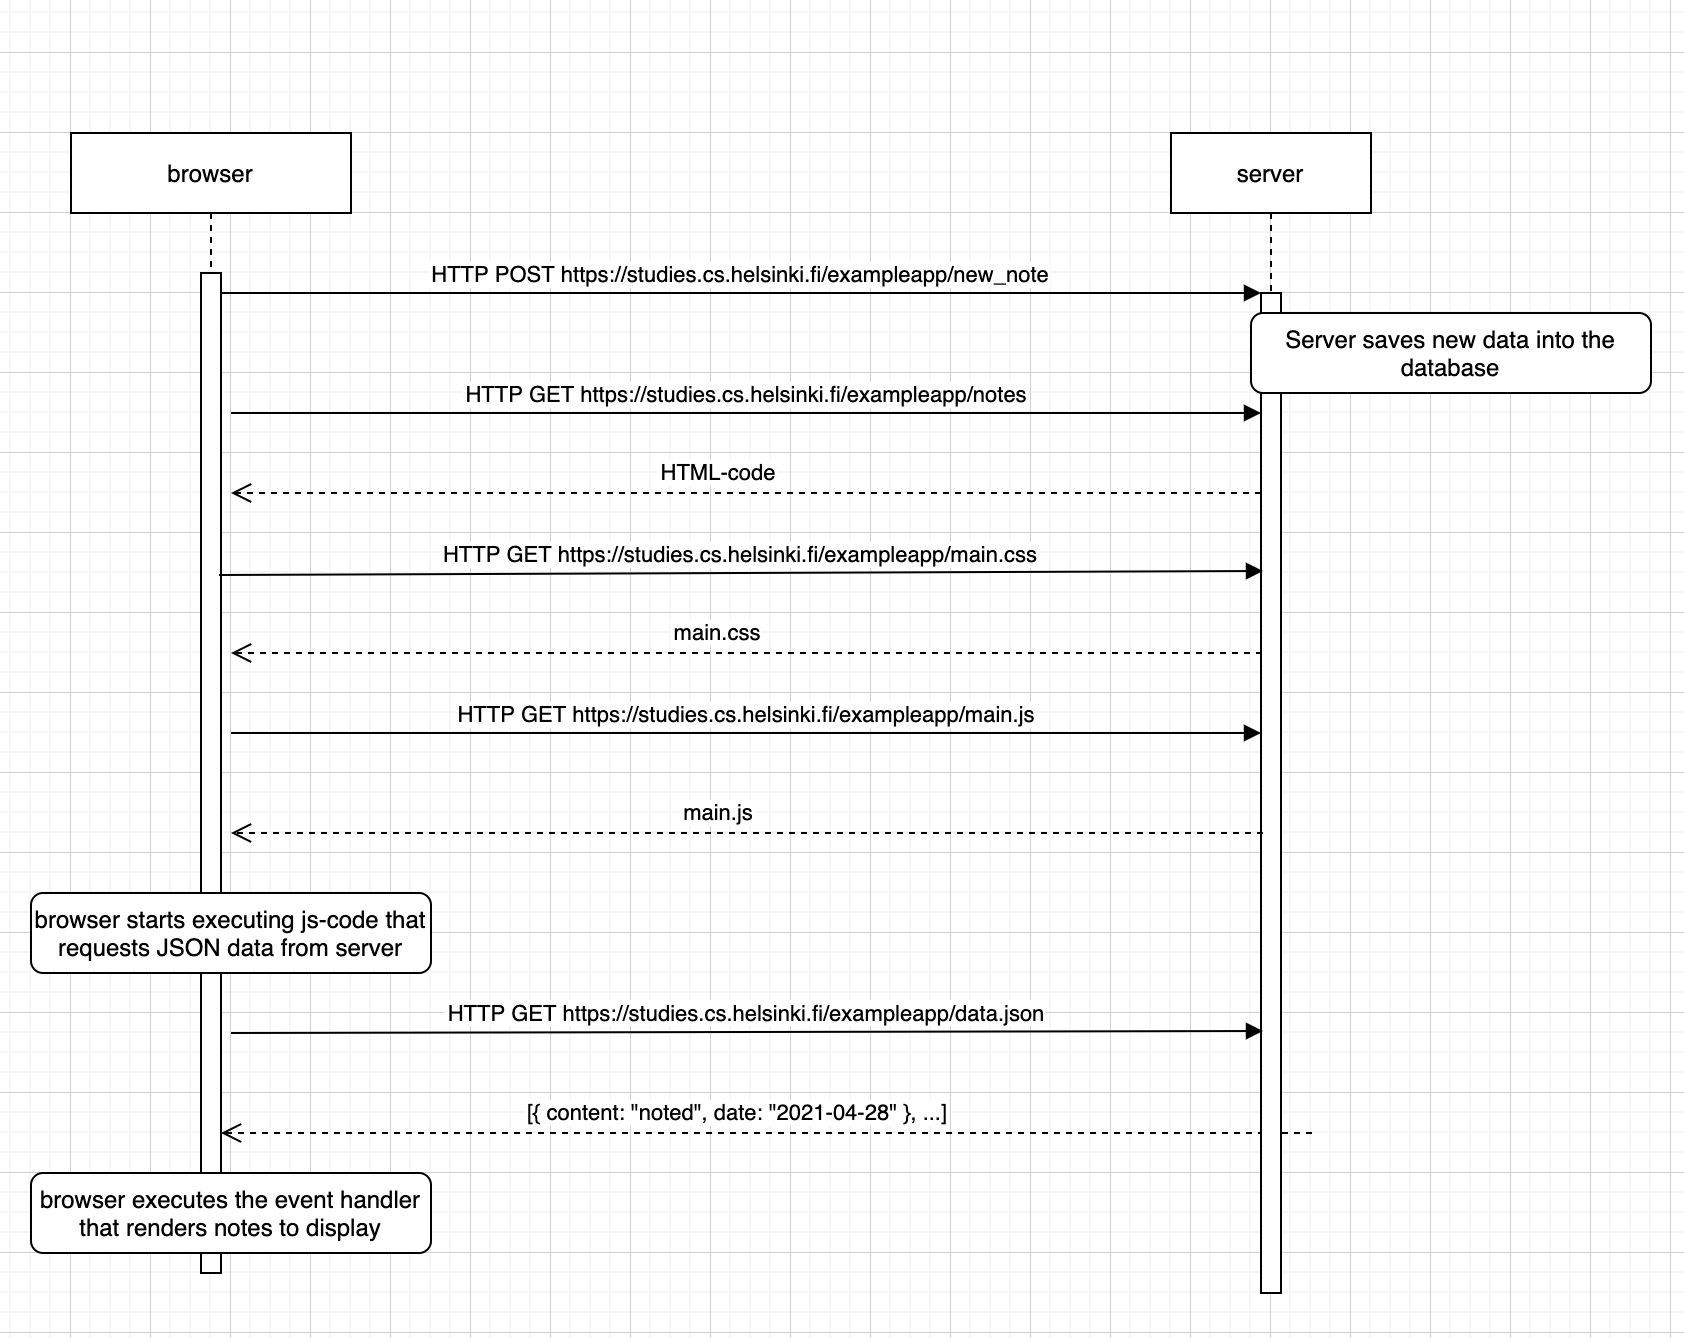 browser
server
HTTP POST https://studies.cs.helsinki.fi/exampleapp/new_note
Server saves new data into the
database
HTTP GET https://studies.cs.helsinki.fi/exampleapp/notes
HTML-code
HTTP GET https://studies.cs.helsinki.fi/exampleapp/main.css
main.css
HTTP GET https://studies.cs.helsinki.fi/exampleapp/main.js
main.js
browser starts executing js-code that
requests JSON data from server
HTTP GET https://studies.cs.helsinki.fi/exampleapp/data.json
[{ content: "noted", date: "2021-04-28" }, ...]
browser executes the event handler
that renders notes to display